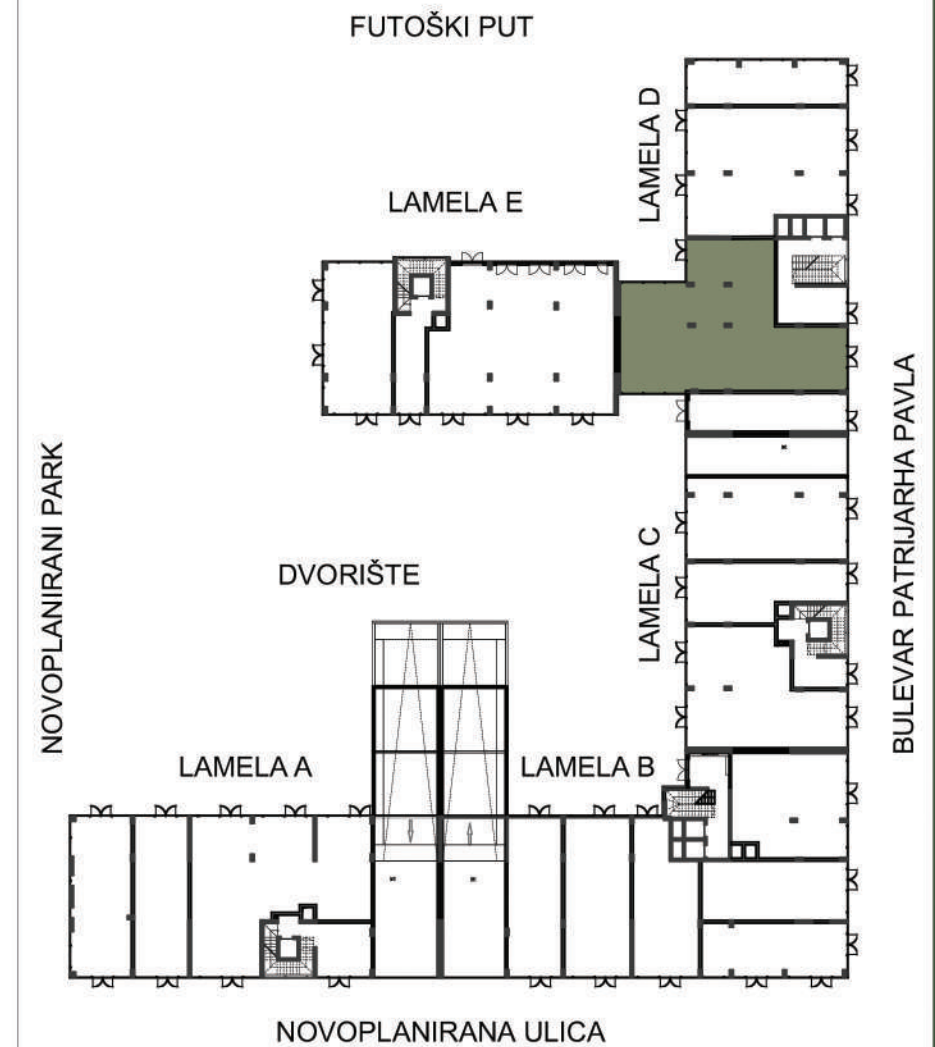 FUTOŠKI PUT
LAMELA D
LAMELA E
NOVOPLANIRANI PARK
BULEVAR PATRIJARHA PAVLA
LAMELA C
DVORIŠTE
LAMELA A
LAMELA B
NOVOPLANIRANA ULICA